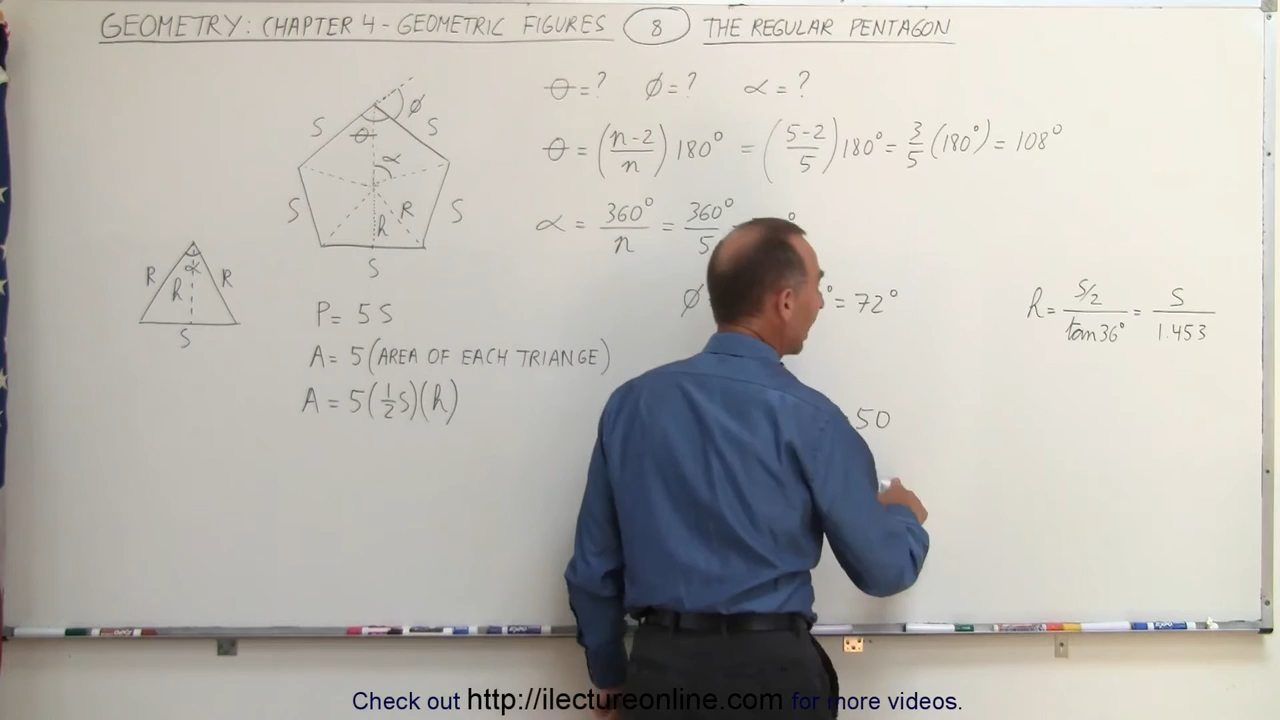 GEOMETRY: CHAPTER 4 - GEOMETRIC FIGURES 8 THE REGULAR PENTAGON
θ = ? ϕ = ? α = ?
S θ S ϕ
α
S R S
h
S
θ = (n-2/n) 180° = (5-2/5) 180° = 3/5 (180°) = 108°
α = 360°/n = 360°/5
ϕ ° = 72°
h = S/2 / tan 36° = S / 1.453
R α R
h
S
P = 5 S
A = 5 (AREA OF EACH TRIANGE)
A = 5 (1/2 S)(h)
50
Check out http://ilectureonline.com for more videos.